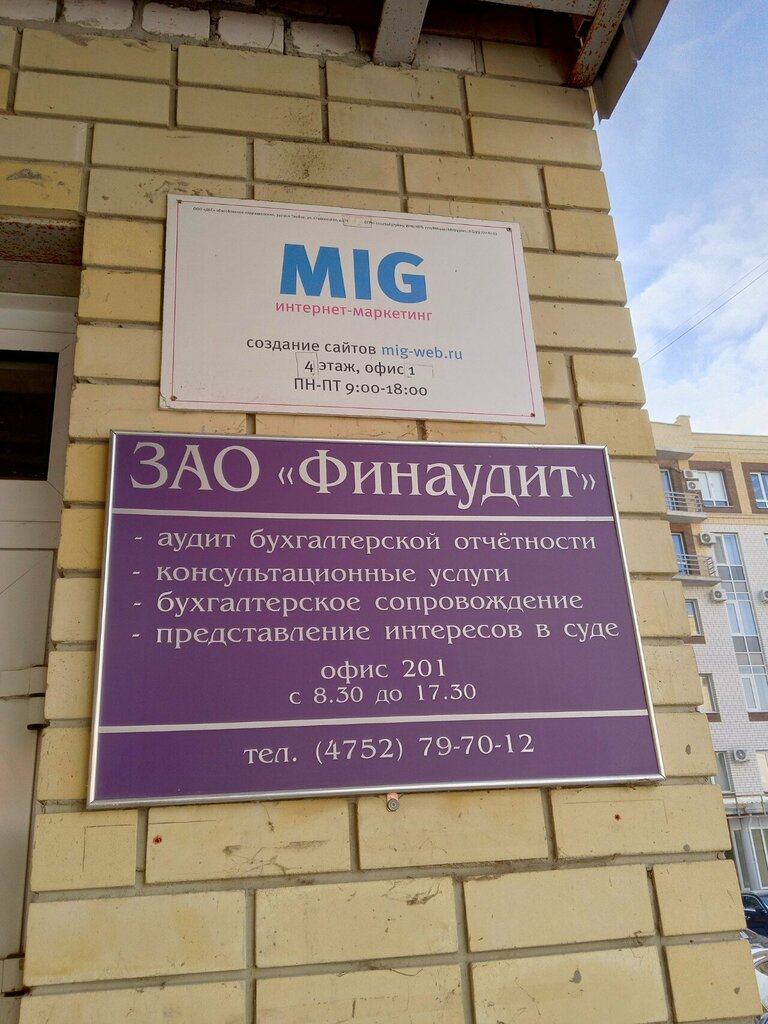 MIG
интернет-маркетинг
создание сайтов mig-web.ru
4 этаж, офис 1
ПН-ПТ 9:00-18:00
ЗАО «Финаудит»
- аудит бухгалтерской отчётности
- консультационные услуги
- бухгалтерское сопровождение
- представление интересов в суде
офис 201
с 8.30 до 17.30
тел. (4752) 79-70-12